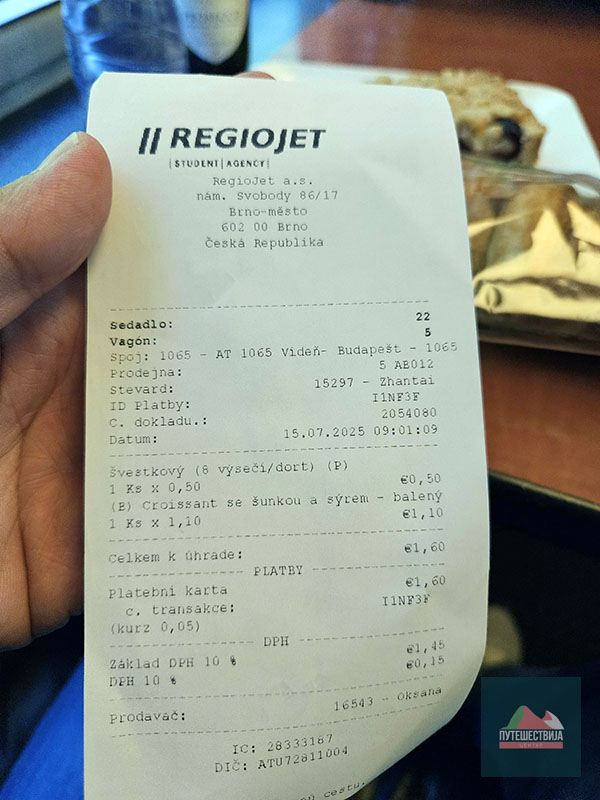 REGIOJET
|STUDENT|AGENCY|
RegioJet a.s.
nám. Svobody 86/17
Brno-město
602 00 Brno
Česká Republika
Sedadlo: 22
Vagón: 5
Spoj: 1065 - AT 1065 Vídeň- Budapešt - 1065
Prodejna: 5 AB012
Stevard: 15297 - Zhantai
ID Platby: I1NF3F
C. dokladu.: 2054080
Datum: 15.07.2025 09:01:09
Švestkový (8 výsečí/dort) (P)
1 Ks x 0,50 €0,50
(B) Croissant se šunkou a sýrem - balený
1 Ks x 1,10 €1,10
Celkem k úhrade: €1,60
PLATBY
Platební karta €1,60
c. transakce: I1NF3F
(kurz 0,05)
DPH
Základ DPH 10 % €1,45
DPH 10 % €0,15
Prodavač: 16543 - Oksana
IC: 28333187
DIČ: ATU72811004
cestu.
ПУТЕШЕСТВИЈА
ЦЕНТАР